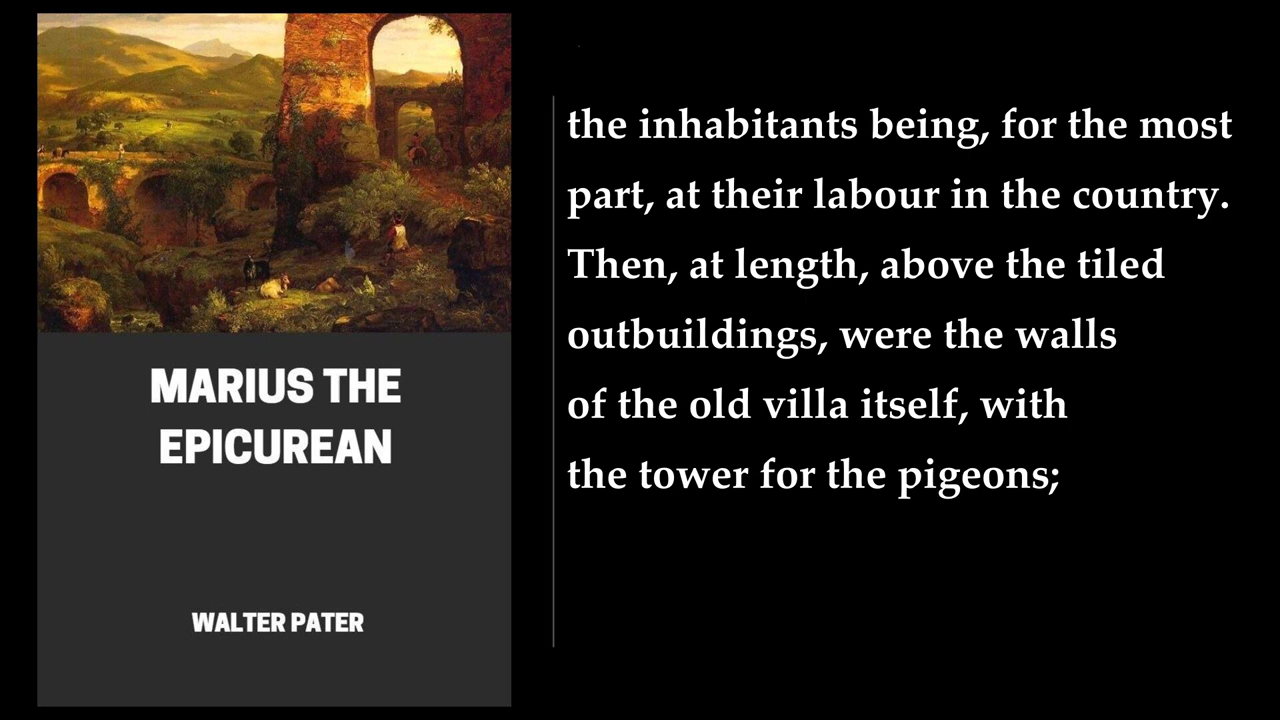 MARIUS THE
EPICUREAN
WALTER PATER
the inhabitants being, for the most
part, at their labour in the country.
Then, at length, above the tiled
outbuildings, were the walls
of the old villa itself, with
the tower for the pigeons;